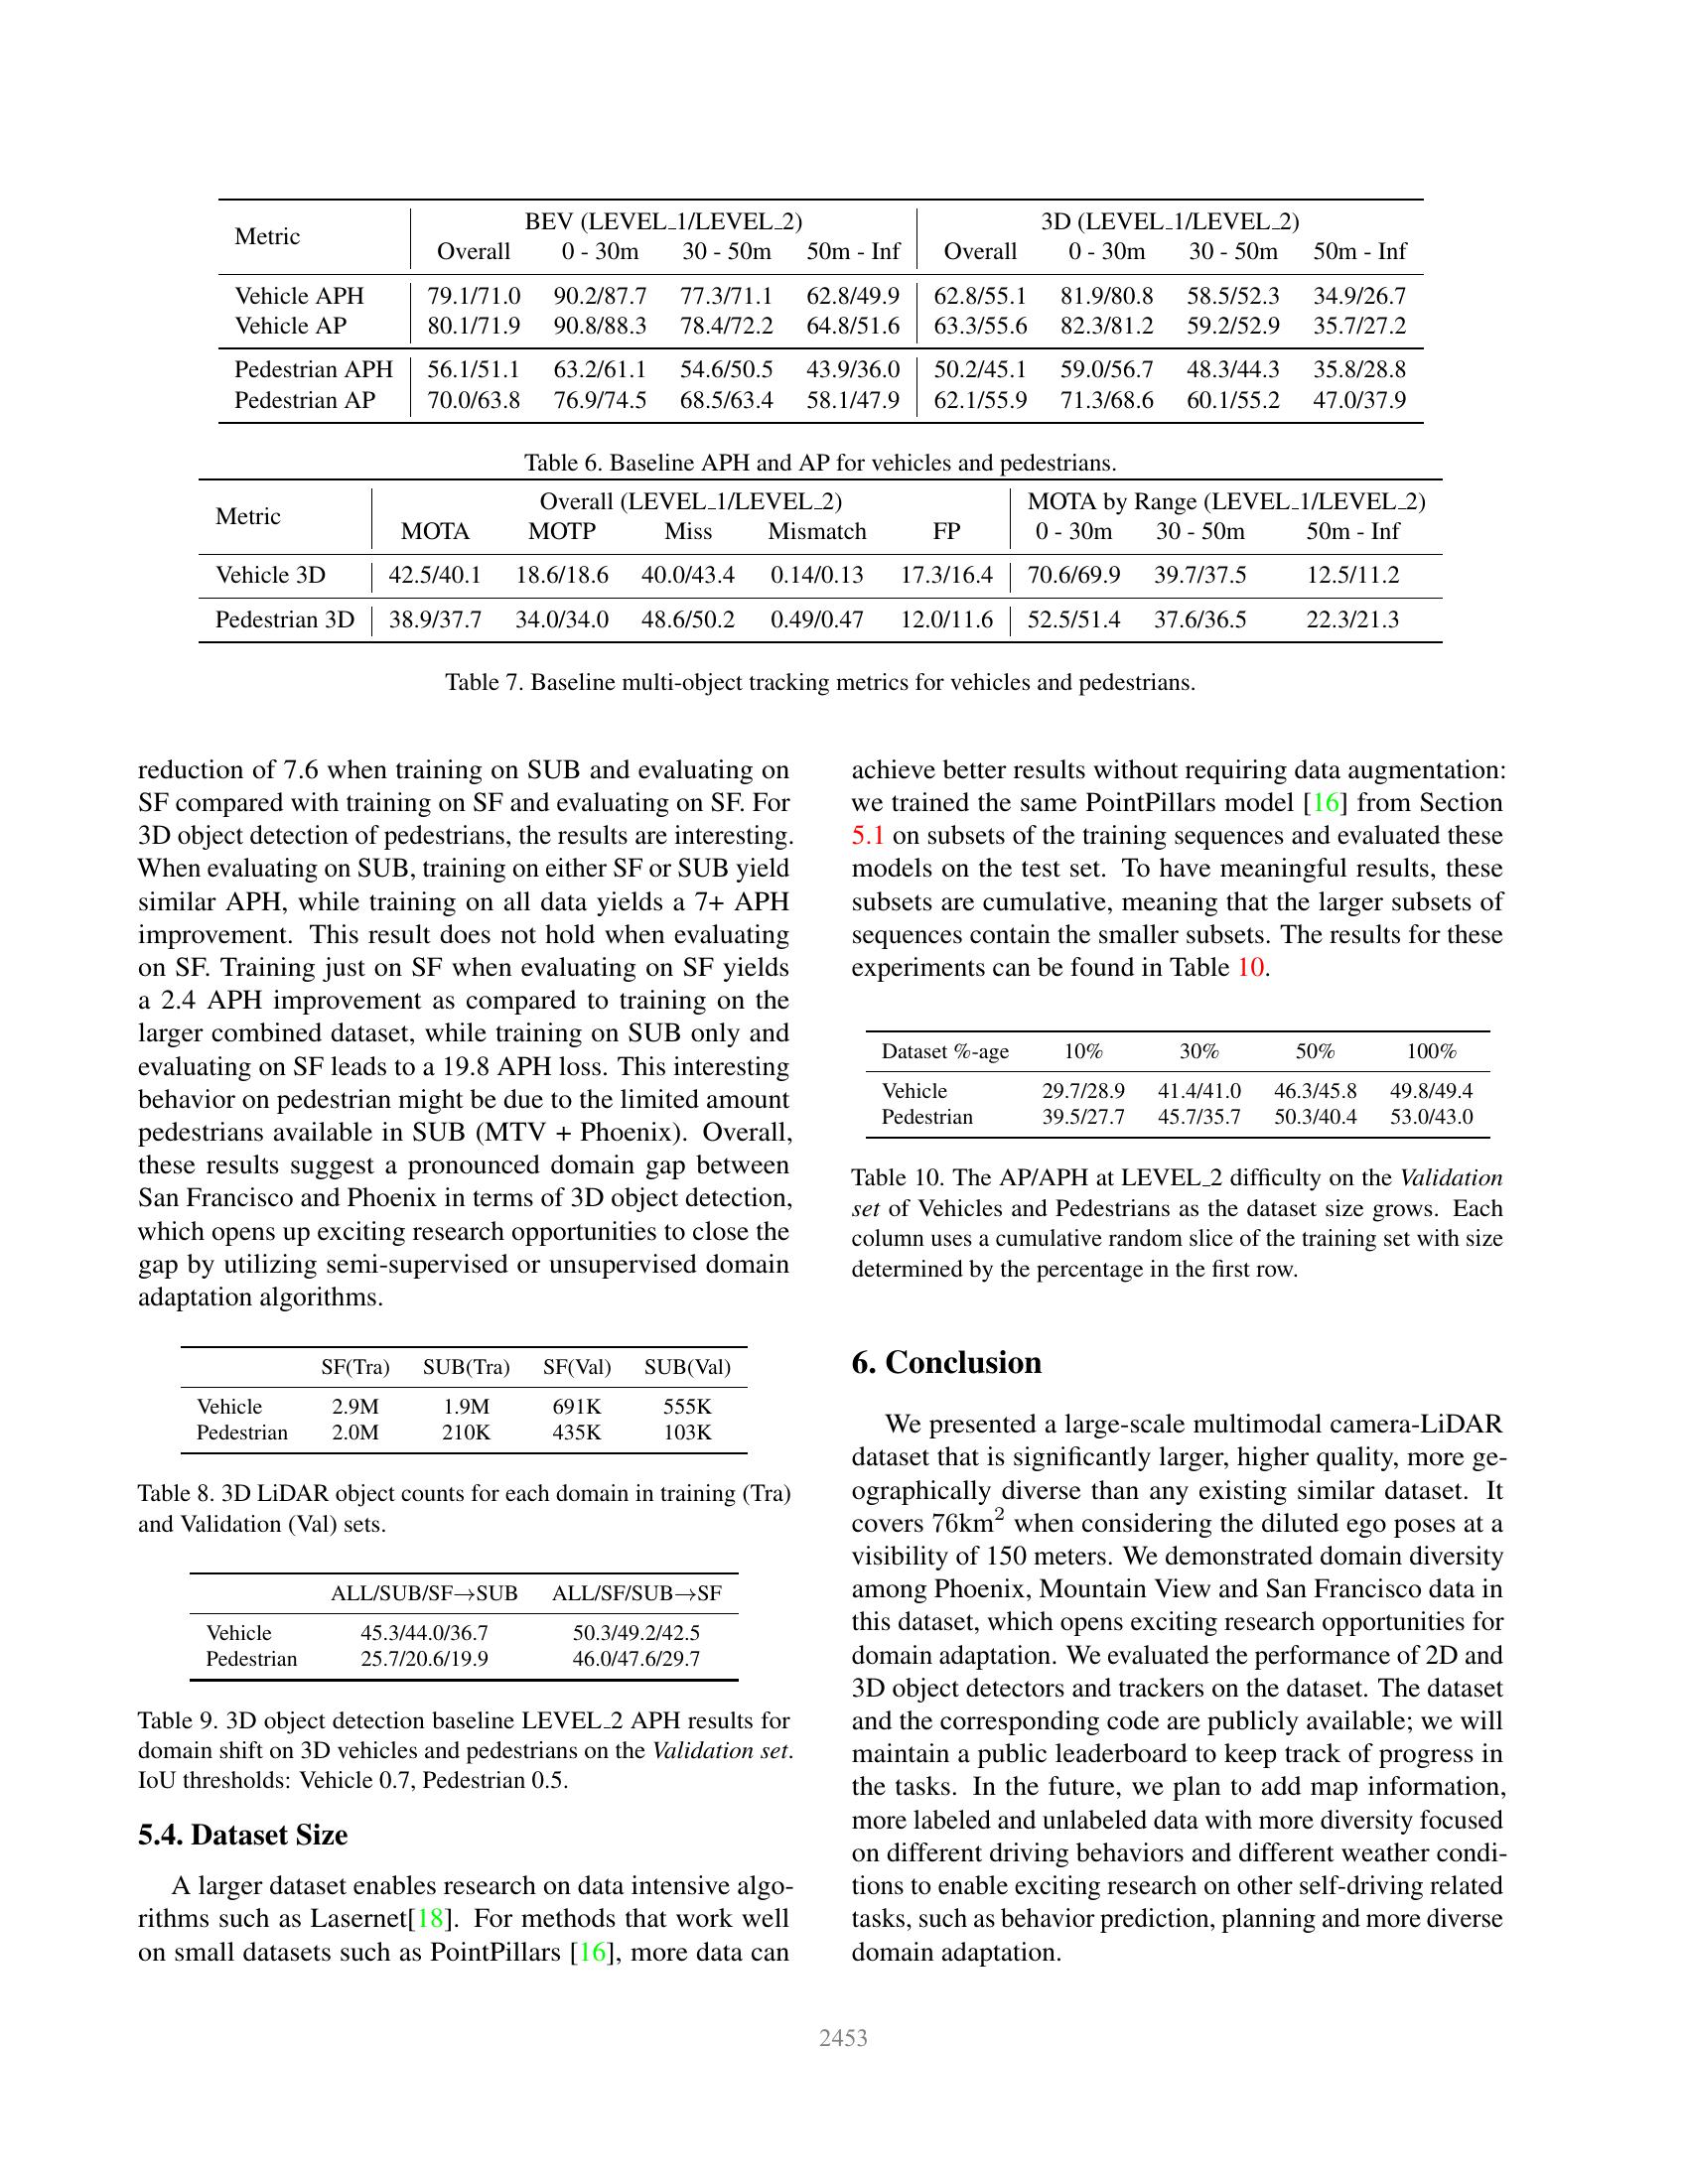 Metric BEV (LEVEL_1/LEVEL_2) 3D (LEVEL_1/LEVEL_2)
Overall 0 - 30m 30 - 50m 50m - Inf Overall 0 - 30m 30 - 50m 50m - Inf
Vehicle APH 79.1/71.0 90.2/87.7 77.3/71.1 62.8/49.9 62.8/55.1 81.9/80.8 58.5/52.3 34.9/26.7
Vehicle AP 80.1/71.9 90.8/88.3 78.4/72.2 64.8/51.6 63.3/55.6 82.3/81.2 59.2/52.9 35.7/27.2
Pedestrian APH 56.1/51.1 63.2/61.1 54.6/50.5 43.9/36.0 50.2/45.1 59.0/56.7 48.3/44.3 35.8/28.8
Pedestrian AP 70.0/63.8 76.9/74.5 68.5/63.4 58.1/47.9 62.1/55.9 71.3/68.6 60.1/55.2 47.0/37.9
Table 6. Baseline APH and AP for vehicles and pedestrians.
Metric Overall (LEVEL_1/LEVEL_2) MOTA by Range (LEVEL_1/LEVEL_2)
MOTA MOTP Miss Mismatch FP 0 - 30m 30 - 50m 50m - Inf
Vehicle 3D 42.5/40.1 18.6/18.6 40.0/43.4 0.14/0.13 17.3/16.4 70.6/69.9 39.7/37.5 12.5/11.2
Pedestrian 3D 38.9/37.7 34.0/34.0 48.6/50.2 0.49/0.47 12.0/11.6 52.5/51.4 37.6/36.5 22.3/21.3
Table 7. Baseline multi-object tracking metrics for vehicles and pedestrians.
reduction of 7.6 when training on SUB and evaluating on
SF compared with training on SF and evaluating on SF. For
3D object detection of pedestrians, the results are interesting.
When evaluating on SUB, training on either SF or SUB yield
similar APH, while training on all data yields a 7+ APH
improvement. This result does not hold when evaluating
on SF. Training just on SF when evaluating on SF yields
a 2.4 APH improvement as compared to training on the
larger combined dataset, while training on SUB only and
evaluating on SF leads to a 19.8 APH loss. This interesting
behavior on pedestrian might be due to the limited amount
pedestrians available in SUB (MTV + Phoenix). Overall,
these results suggest a pronounced domain gap between
San Francisco and Phoenix in terms of 3D object detection,
which opens up exciting research opportunities to close the
gap by utilizing semi-supervised or unsupervised domain
adaptation algorithms.
SF(Tra) SUB(Tra) SF(Val) SUB(Val)
Vehicle 2.9M 1.9M 691K 555K
Pedestrian 2.0M 210K 435K 103K
Table 8. 3D LiDAR object counts for each domain in training (Tra)
and Validation (Val) sets.
ALL/SUB/SF→SUB ALL/SF/SUB→SF
Vehicle 45.3/44.0/36.7 50.3/49.2/42.5
Pedestrian 25.7/20.6/19.9 46.0/47.6/29.7
Table 9. 3D object detection baseline LEVEL_2 APH results for
domain shift on 3D vehicles and pedestrians on the Validation set.
IoU thresholds: Vehicle 0.7, Pedestrian 0.5.
5.4. Dataset Size
A larger dataset enables research on data intensive algo-
rithms such as Lasernet[18]. For methods that work well
on small datasets such as PointPillars [16], more data can
achieve better results without requiring data augmentation:
we trained the same PointPillars model [16] from Section
5.1 on subsets of the training sequences and evaluated these
models on the test set. To have meaningful results, these
subsets are cumulative, meaning that the larger subsets of
sequences contain the smaller subsets. The results for these
experiments can be found in Table 10.
Dataset %-age 10% 30% 50% 100%
Vehicle 29.7/28.9 41.4/41.0 46.3/45.8 49.8/49.4
Pedestrian 39.5/27.7 45.7/35.7 50.3/40.4 53.0/43.0
Table 10. The AP/APH at LEVEL_2 difficulty on the Validation
set of Vehicles and Pedestrians as the dataset size grows. Each
column uses a cumulative random slice of the training set with size
determined by the percentage in the first row.
6. Conclusion
We presented a large-scale multimodal camera-LiDAR
dataset that is significantly larger, higher quality, more ge-
ographically diverse than any existing similar dataset. It
covers 76km² when considering the diluted ego poses at a
visibility of 150 meters. We demonstrated domain diversity
among Phoenix, Mountain View and San Francisco data in
this dataset, which opens exciting research opportunities for
domain adaptation. We evaluated the performance of 2D and
3D object detectors and trackers on the dataset. The dataset
and the corresponding code are publicly available; we will
maintain a public leaderboard to keep track of progress in
the tasks. In the future, we plan to add map information,
more labeled and unlabeled data with more diversity focused
on different driving behaviors and different weather condi-
tions to enable exciting research on other self-driving related
tasks, such as behavior prediction, planning and more diverse
domain adaptation.
2453